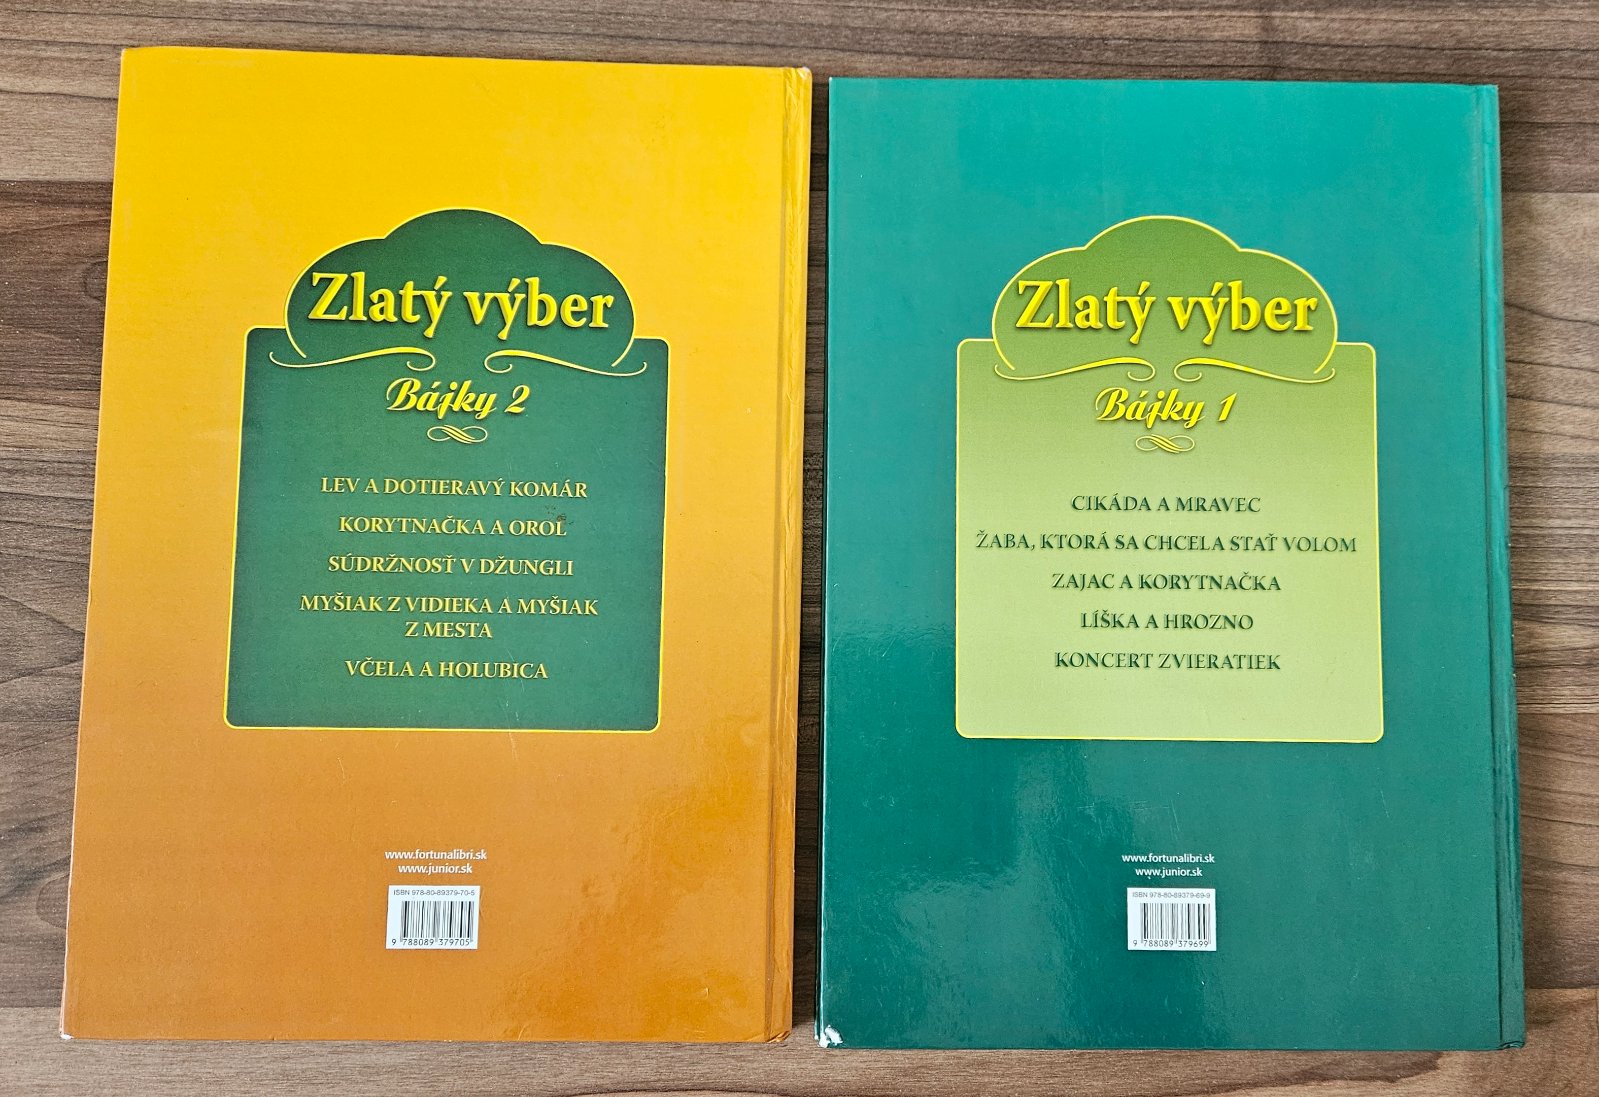 Zlatý výber
Bájky 2
LEV A DOTIERAVÝ KOMÁR
KORYTNAČKA A OROL
SÚDRŽNOSŤ V DŽUNGLI
MYŠIAK Z VIDIEKA A MYŠIAK
Z MESTA
VČELA A HOLUBICA
www.fortunalibri.sk
www.junior.sk
ISBN 978-80-89379-70-5
9 788089 379705
Zlatý výber
Bájky 1
CIKÁDA A MRAVEC
ŽABA, KTORÁ SA CHCELA STAŤ VOLOM
ZAJAC A KORYTNAČKA
LÍŠKA A HROZNO
KONCERT ZVIERATIEK
www.fortunalibri.sk
www.junior.sk
ISBN 978-80-89379-69-9
9 788089 379699